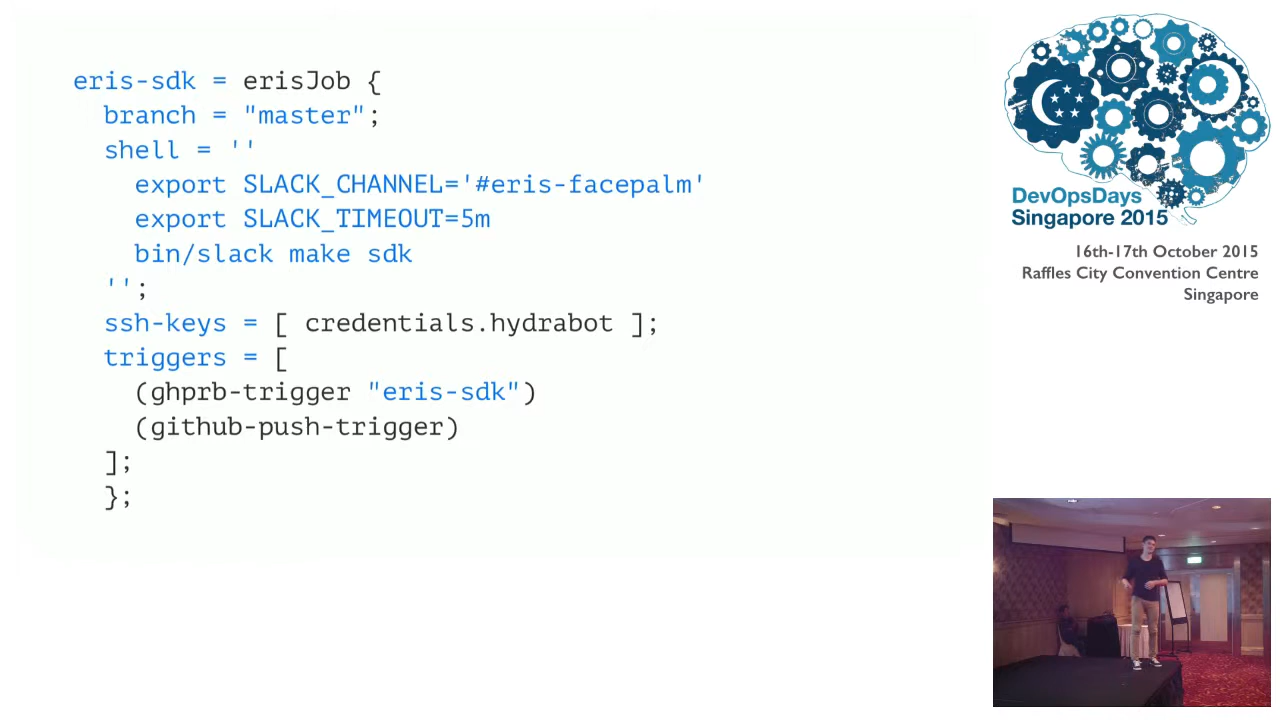 eris-sdk = erisJob {
branch = "master";
shell = ''
export SLACK_CHANNEL='#eris-facepalm'
export SLACK_TIMEOUT=5m
bin/slack make sdk
'';
ssh-keys = [ credentials.hydrabot ];
triggers = [
(ghprb-trigger "eris-sdk")
(github-push-trigger)
];
};
DevOpsDays
Singapore 2015
16th-17th October 2015
Raffles City Convention Centre
Singapore